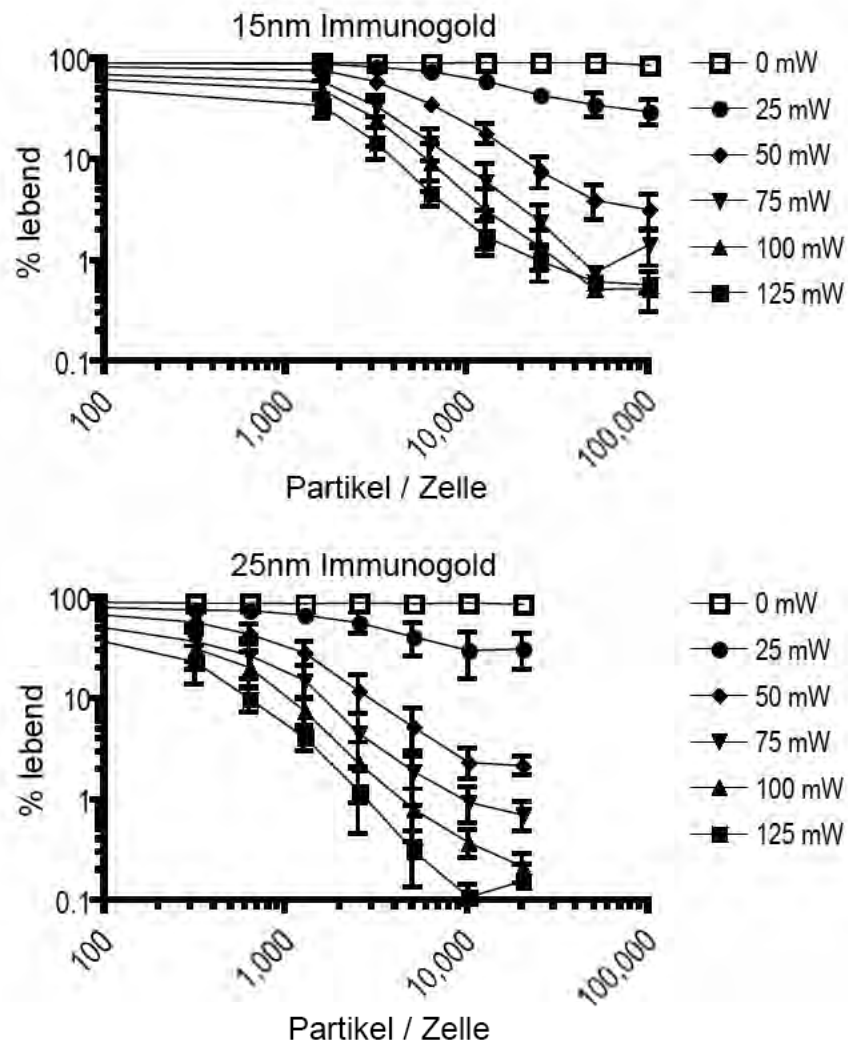 15nm Immunogold
100
10
1
0.1
% lebend
100
1,000
10,000
100,000
Partikel / Zelle
0 mW
25 mW
50 mW
75 mW
100 mW
125 mW
25nm Immunogold
100
10
1
0.1
% lebend
100
1,000
10,000
100,000
Partikel / Zelle
0 mW
25 mW
50 mW
75 mW
100 mW
125 mW